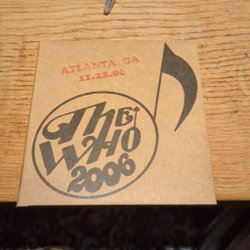 ATLANTA, GA
11.22.06
THE
WHO
2006